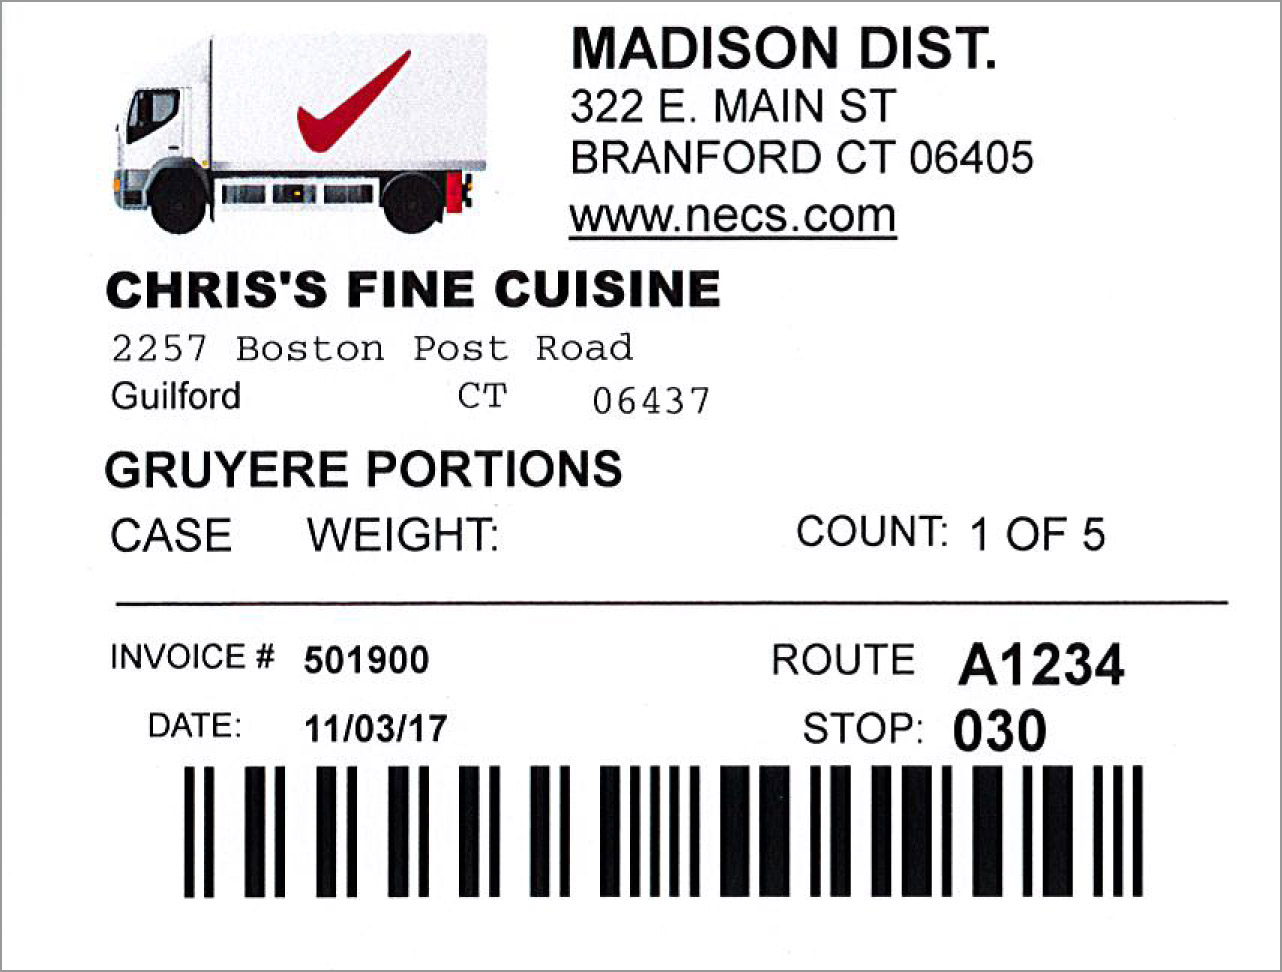 MADISON DIST.
322 E. MAIN ST
BRANFORD CT 06405
www.necs.com
CHRIS'S FINE CUISINE
2257 Boston Post Road
Guilford CT 06437
GRUYERE PORTIONS
CASE WEIGHT: COUNT: 1 OF 5
INVOICE # 501900 ROUTE A1234
DATE: 11/03/17 STOP: 030